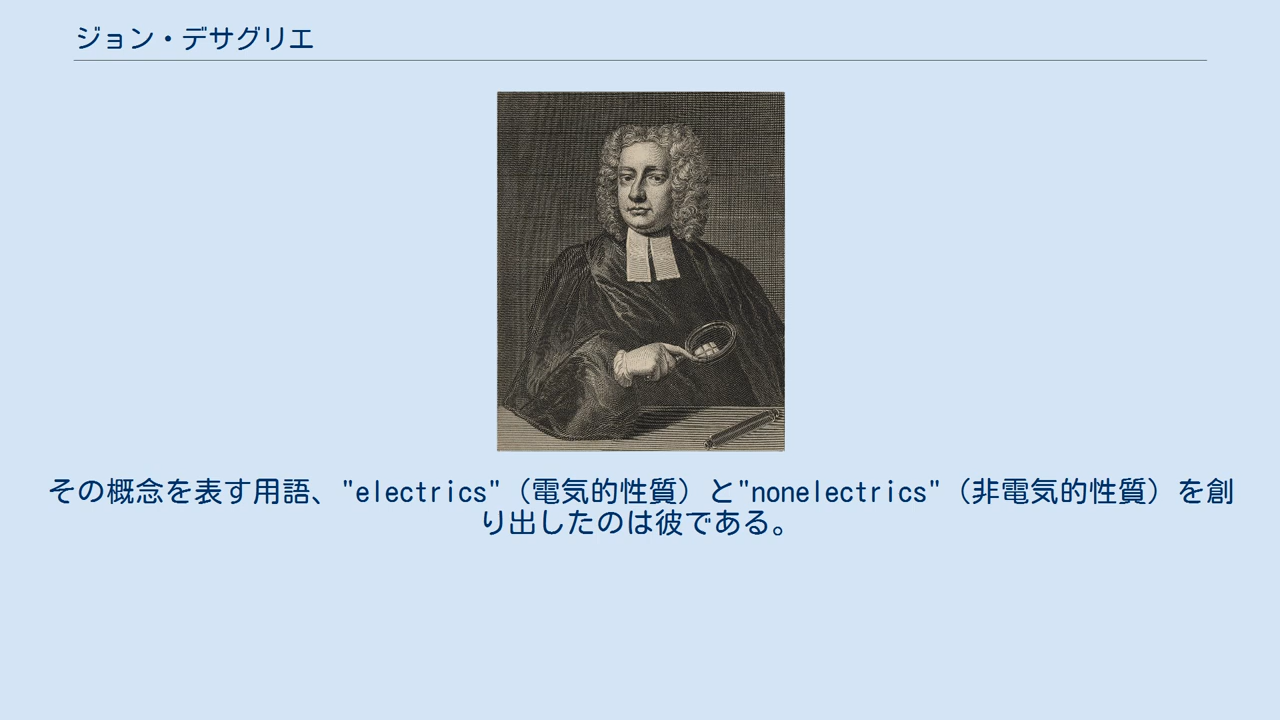 ジョン・デサグリエ
その概念を表す用語、"electrics"（電気的性質）と"nonelectrics"（非電気的性質）を創
り出したのは彼である。